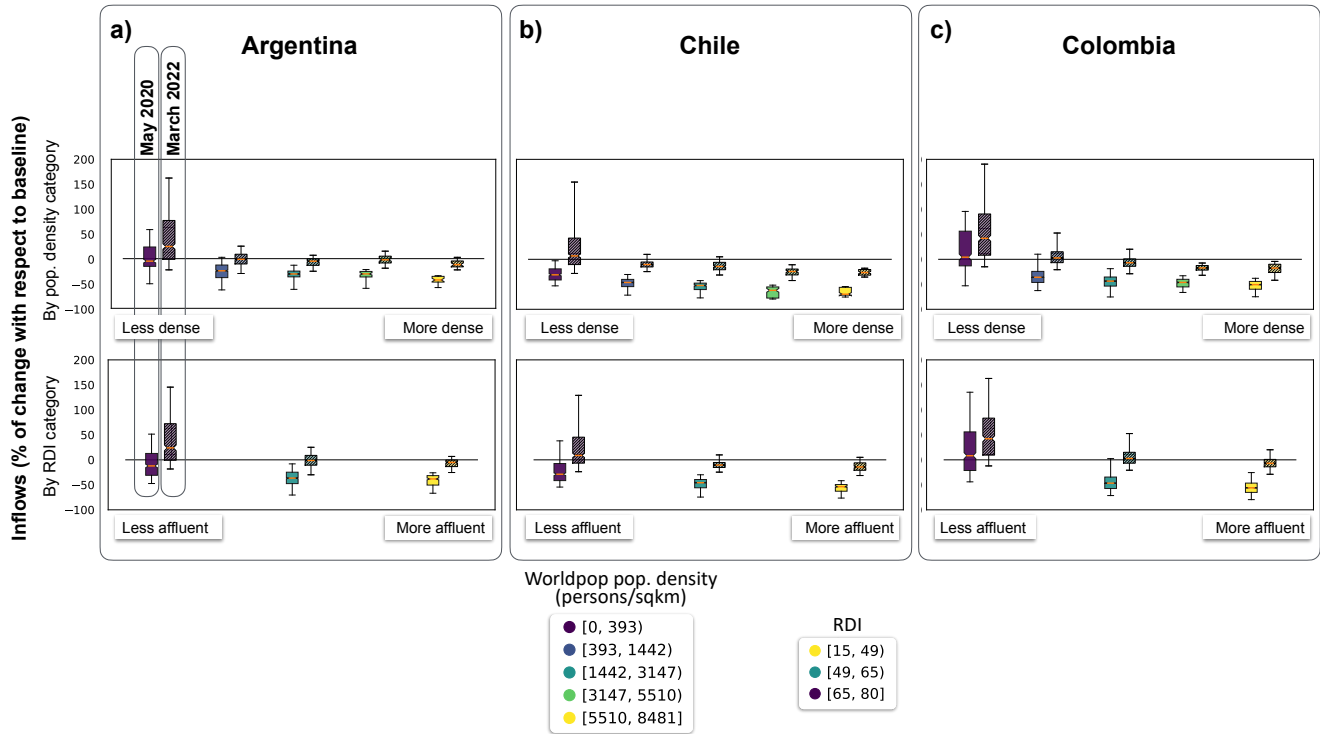 a)
Argentina
b)
Chile
c)
Colombia
May 2020
March 2022
Inflows (% of change with respect to baseline)
By pop. density category
200
150
100
50
0
−50
−100
Less dense
More dense
Less dense
More dense
Less dense
More dense
By RDI category
200
150
100
50
0
−50
−100
Less affluent
More affluent
Less affluent
More affluent
Less affluent
More affluent
Worldpop pop. density
(persons/sqkm)
[0, 393)
[393, 1442)
[1442, 3147)
[3147, 5510)
[5510, 8481]
RDI
[15, 49)
[49, 65)
[65, 80]